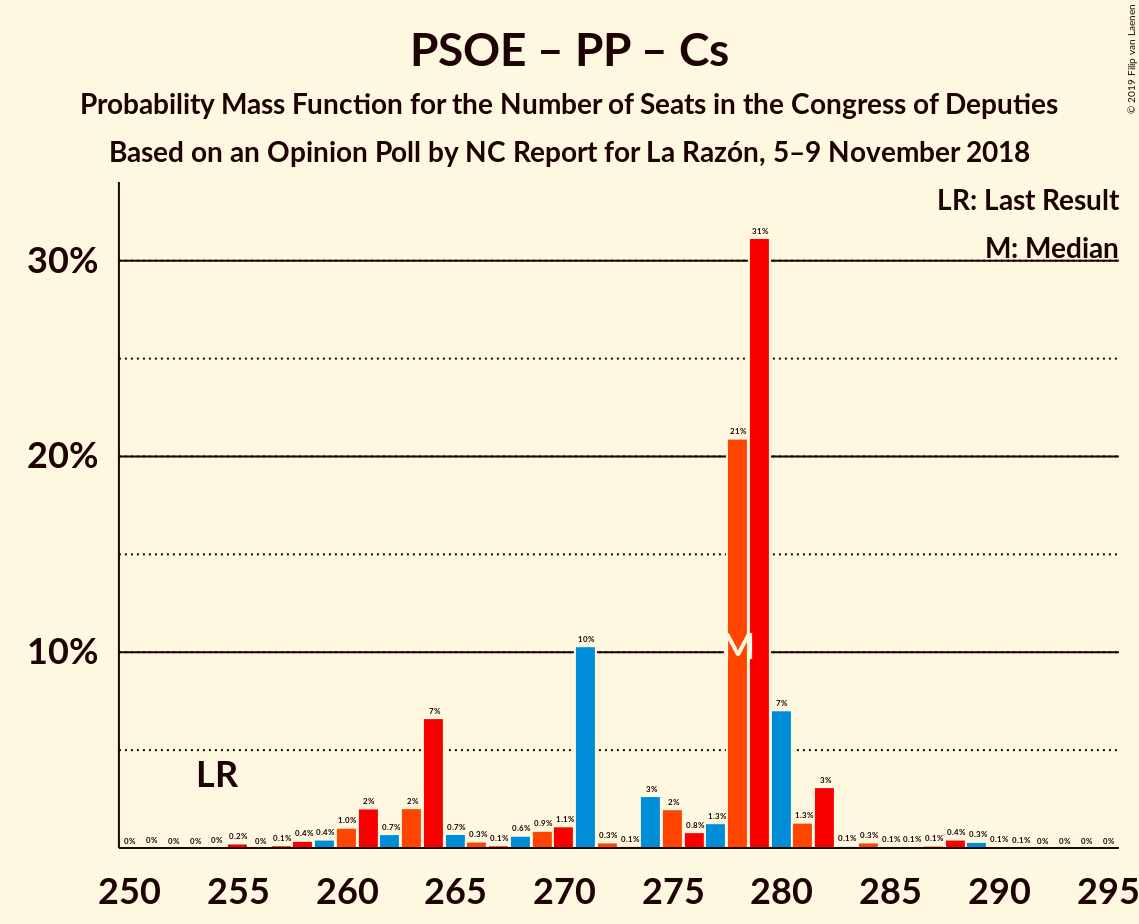 PSOE – PP – Cs
Probability Mass Function for the Number of Seats in the Congress of Deputies
Based on an Opinion Poll by NC Report for La Razón, 5–9 November 2018
© 2019 Filip van Laenen
LR: Last Result
M: Median
30%
20%
10%
31%
21%
M
10%
7%
7%
LR
0% 0% 0% 0% 0% 0.2% 0% 0.1% 0.4% 0.4% 1.0% 2% 0.7% 2% 0.7% 0.3% 0.1% 0.6% 0.9% 1.1% 0.3% 0.1% 3% 2% 0.8% 1.3% 1.3% 3% 0.1% 0.3% 0.1% 0.1% 0.1% 0.4% 0.3% 0.1% 0.1% 0% 0% 0% 0%
250 255 260 265 270 275 280 285 290 295